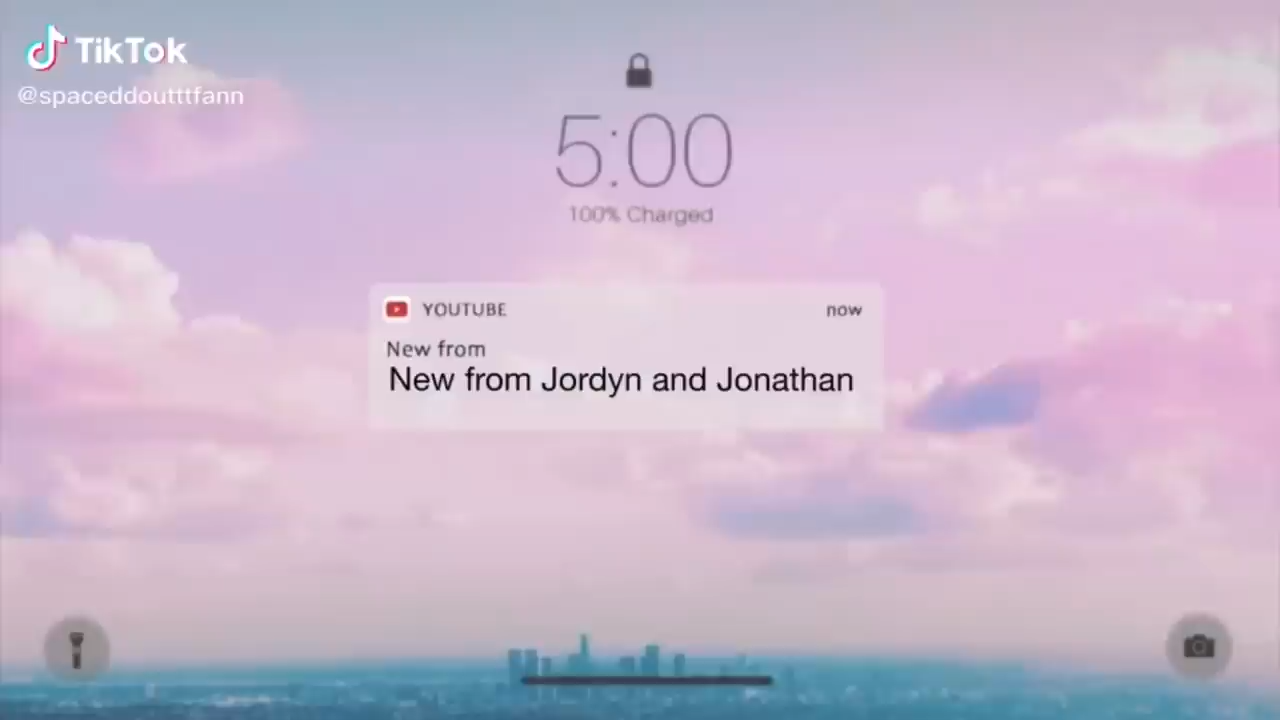 TikTok
@spaceddoutttfann
5:00
100% Charged
YOUTUBE
now
New from
New from Jordyn and Jonathan